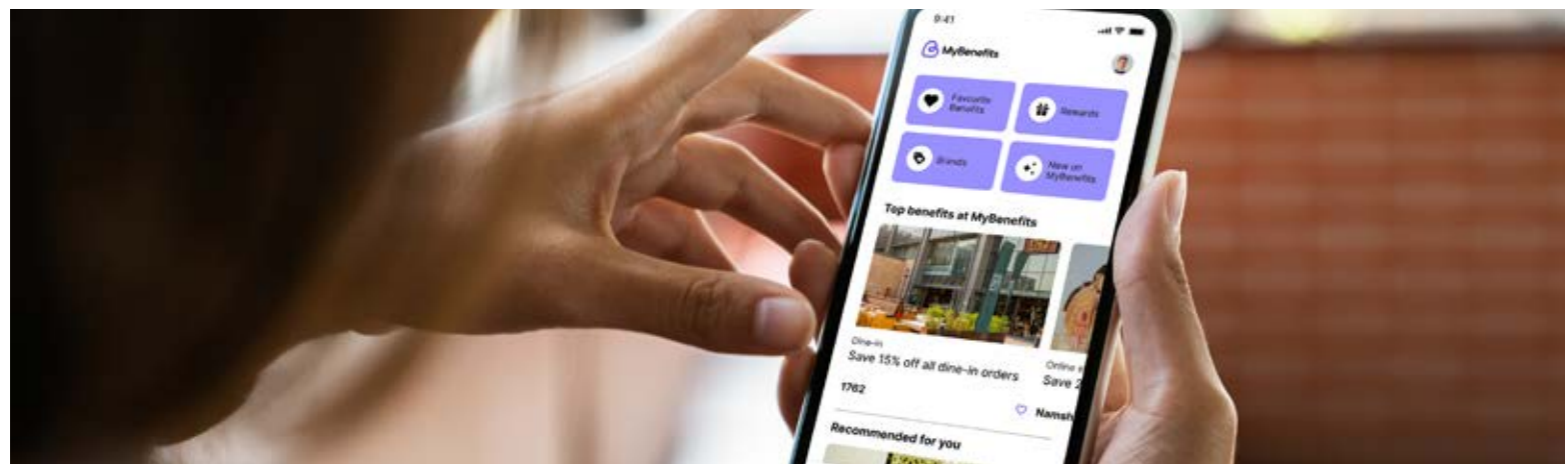 9:41
MyBenefits
Favourite
Benefits
Rewards
Brands
New on
MyBenefits
Top benefits at MyBenefits
Dine-in
Save 15% off all dine-in orders
1762
Online
Save 2
Namsh
Recommended for you